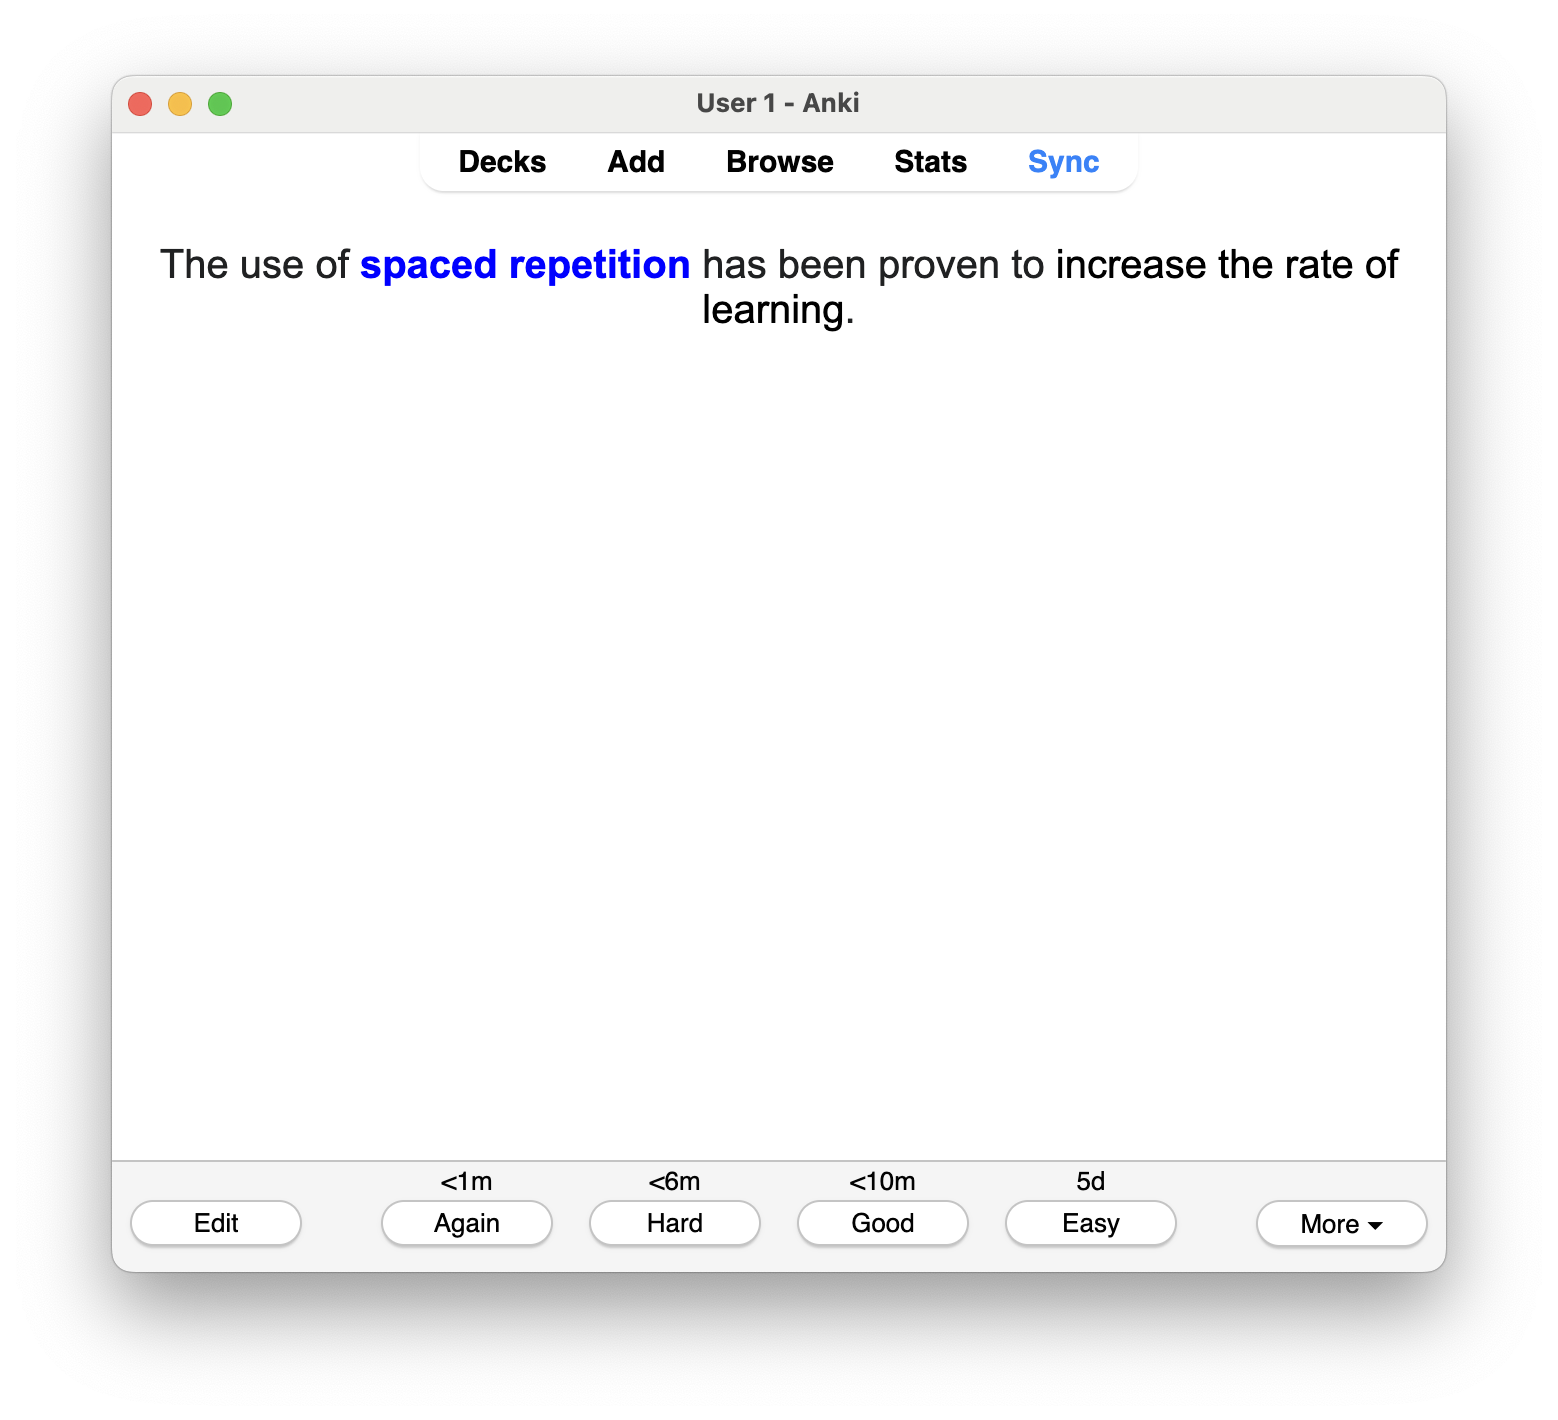 User 1 - Anki
Decks Add Browse Stats Sync
The use of spaced repetition has been proven to increase the rate of
learning.
<1m <6m <10m 5d
Edit Again Hard Good Easy More